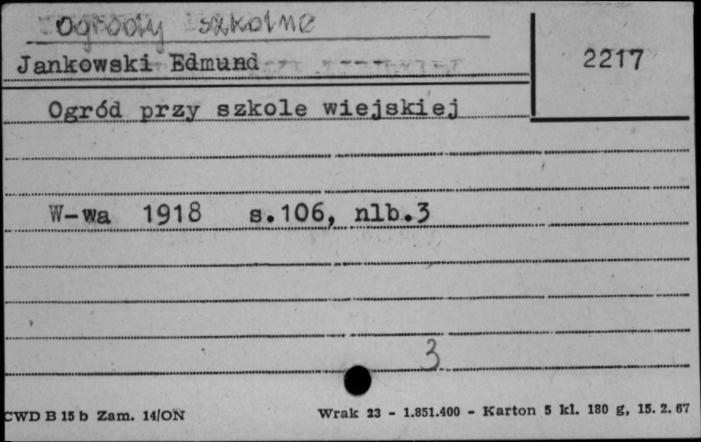 Ogrody szkolne
Jankowski Edmund
2217
Ogród przy szkole wiejskiej
W-wa 1918 s.106, nlb.3
3
CWD B 15 b Zam. 14/ON
Wrak 23 - 1.851.400 - Karton 5 kl. 180 g, 15. 2. 67